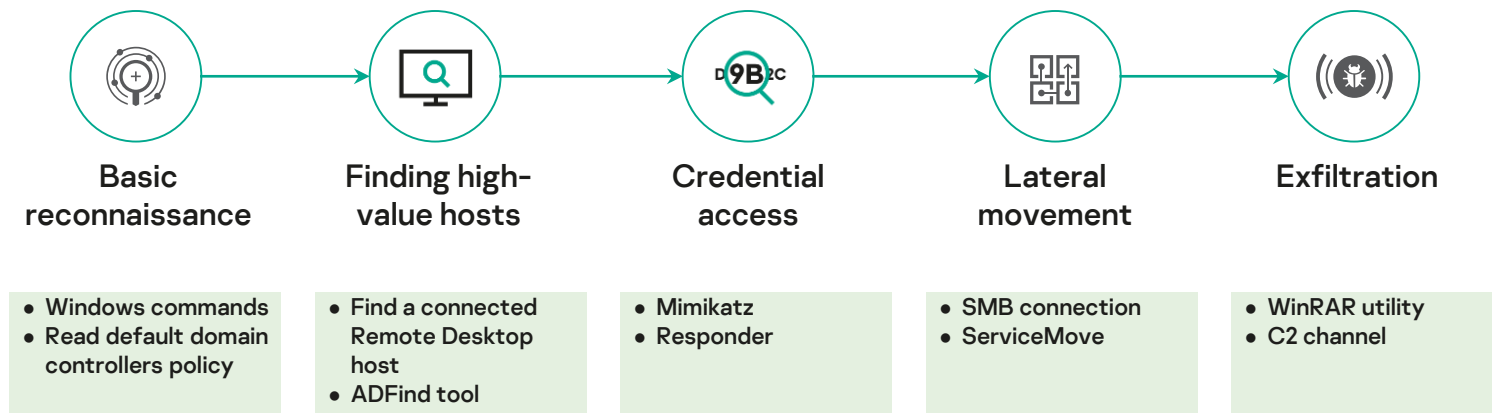 D9B2C
Basic
reconnaissance
Finding high-
value hosts
Credential
access
Lateral
movement
Exfiltration
● Windows commands
● Read default domain
controllers policy
● Find a connected
Remote Desktop
host
● ADFind tool
● Mimikatz
● Responder
● SMB connection
● ServiceMove
● WinRAR utility
● C2 channel